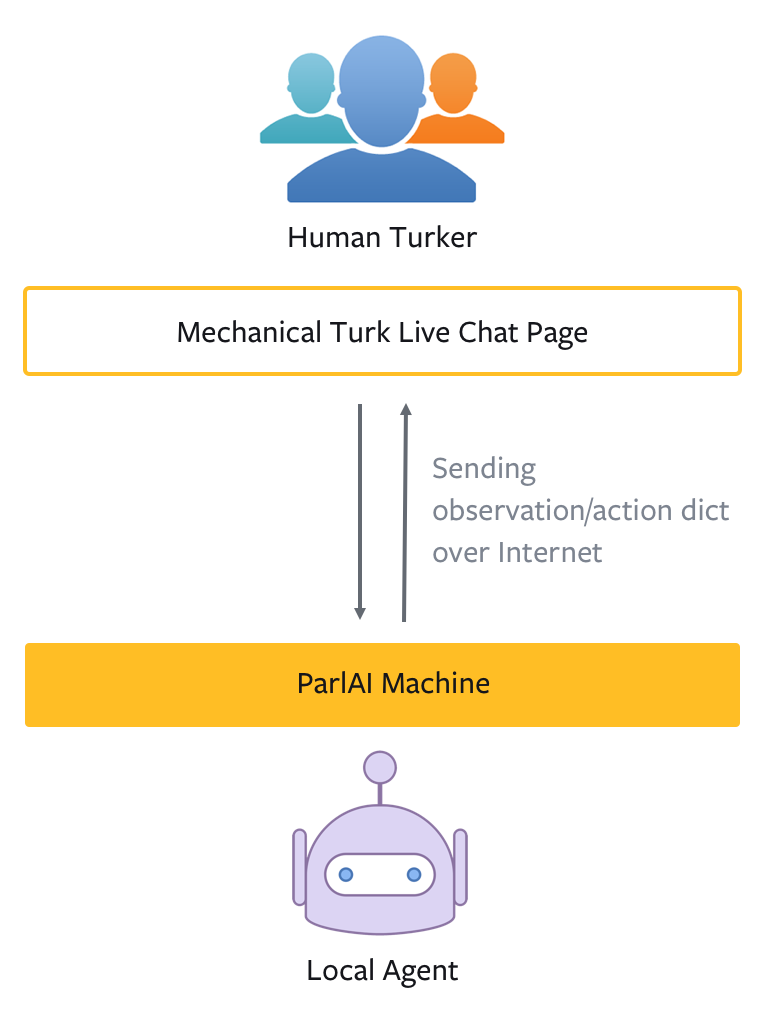 Human Turker
Mechanical Turk Live Chat Page
Sending
observation/action dict
over Internet
ParlAI Machine
Local Agent